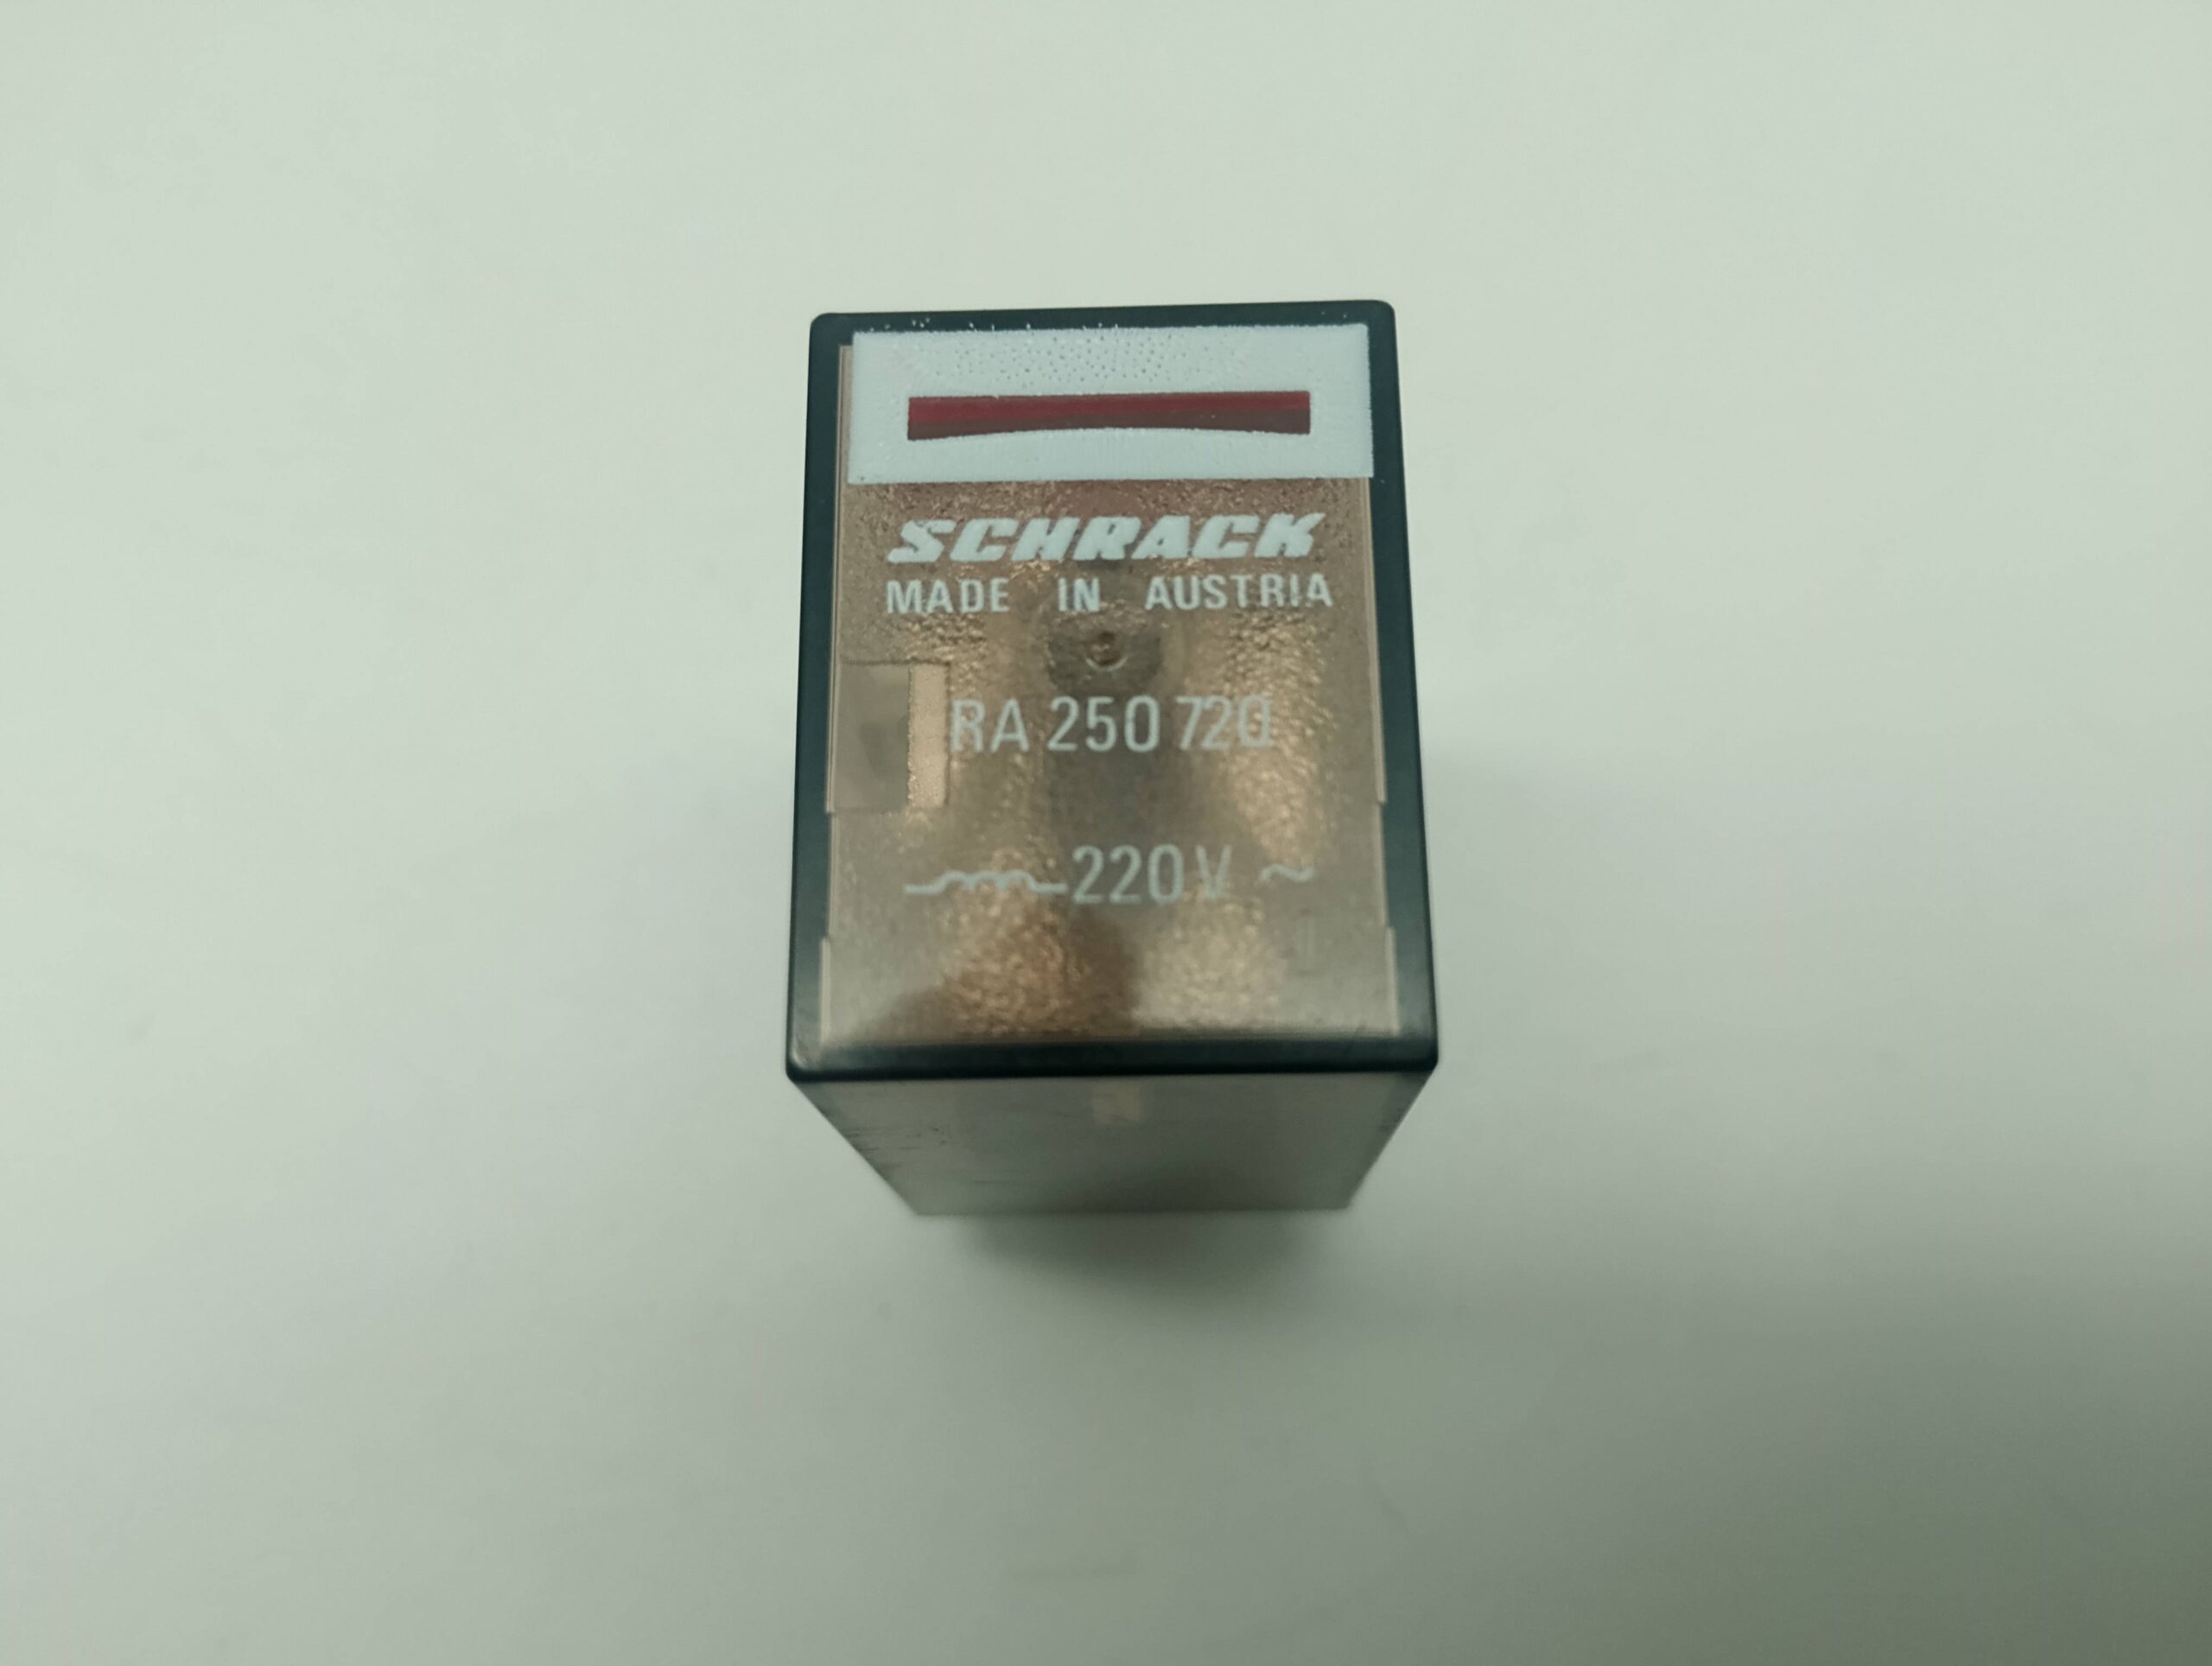 SCHRACK
MADE IN AUSTRIA
RA 250 720
220V ~